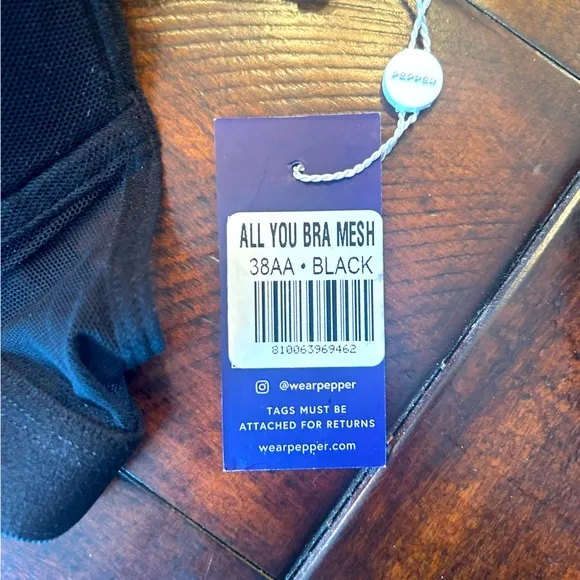 PEPPER
ALL YOU BRA MESH
38AA • BLACK
810063969462
@wearpepper
TAGS MUST BE
ATTACHED FOR RETURNS
wearpepper.com